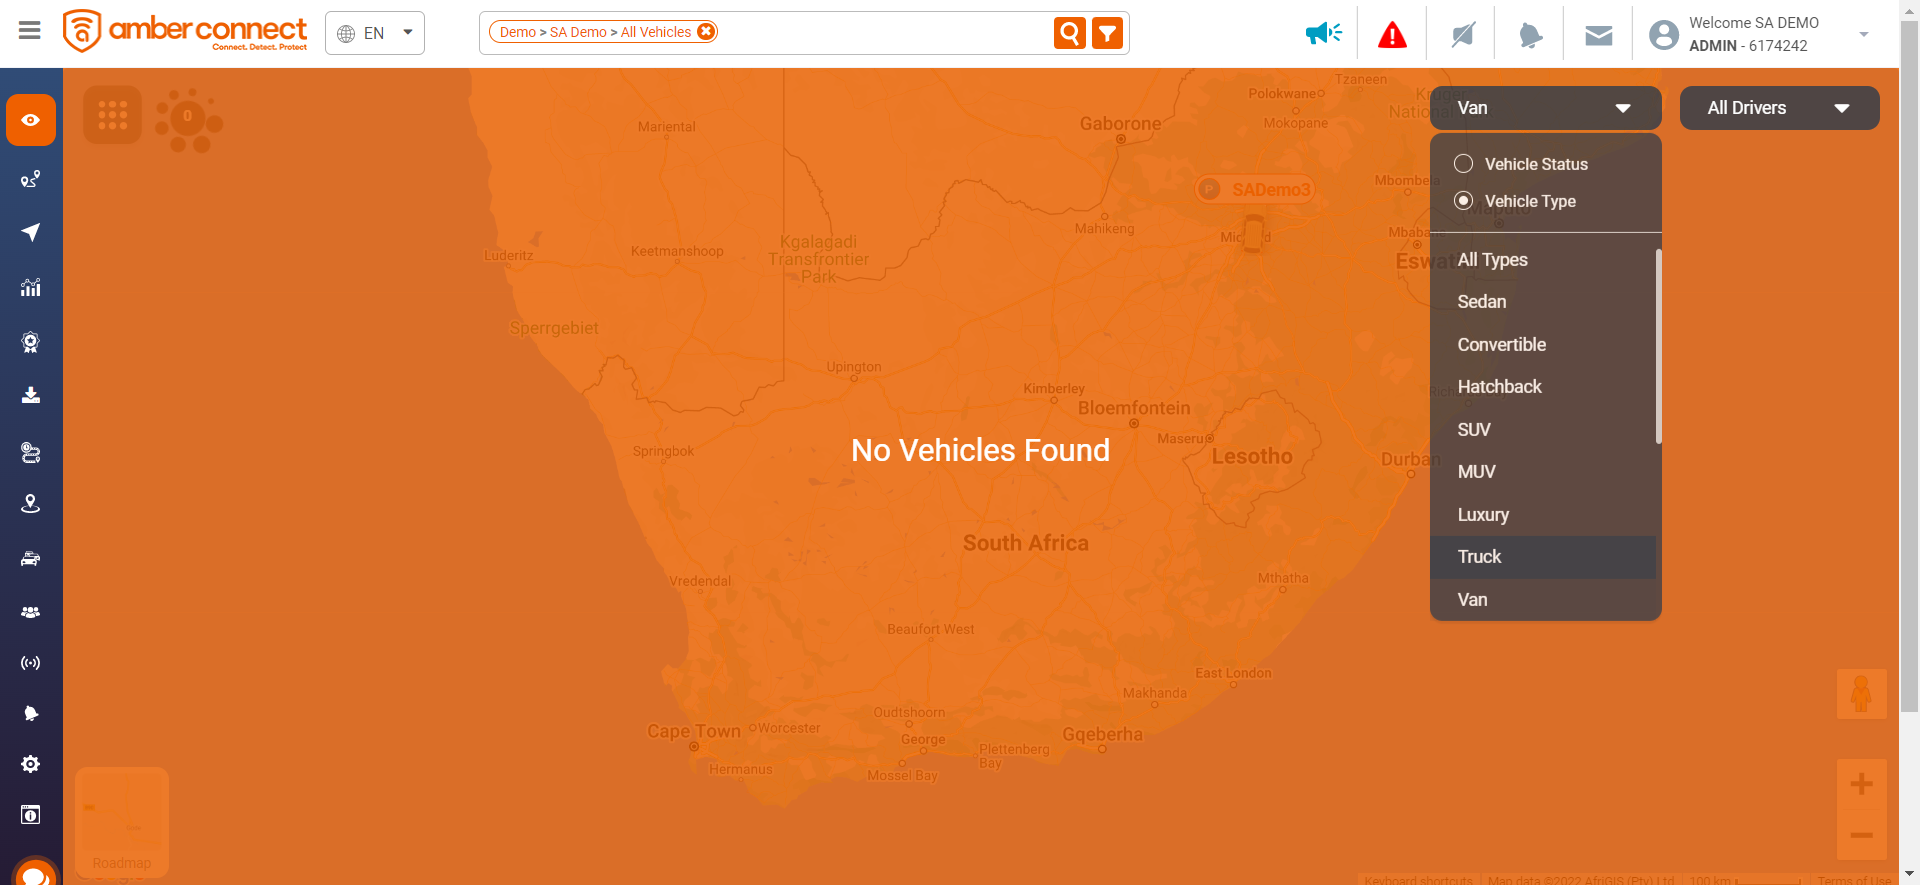 amber connect
Connect. Detect. Protect
EN
Demo > SA Demo > All Vehicles
Welcome SA DEMO
ADMIN - 6174242
0
Van
All Drivers
Vehicle Status
Vehicle Type
All Types
Sedan
Convertible
Hatchback
SUV
MUV
Luxury
Truck
Van
No Vehicles Found
Tzaneen
Polokwane
Mokopane
Kruger
National
Mariental
Gaborone
Mbombela
P SADemo3
Maputo
Mahikeng
Mbabane
Luderitz
Keetmanshoop
Kgalagadi
Transfrontier
Park
Sperrgebiet
Upington
Kimberley
Bloemfontein
Maseru
Lesotho
Durban
Springbok
South Africa
Vredendal
Mthatha
Beaufort West
East London
Makhanda
Oudtshoorn
Cape Town
Worcester
George
Plettenberg
Bay
Gqeberha
Hermanus
Mossel Bay
Roadmap
Keyboard shortcuts
Map data ©2022 AfriGIS (Pty) Ltd
100 km
Terms of Use